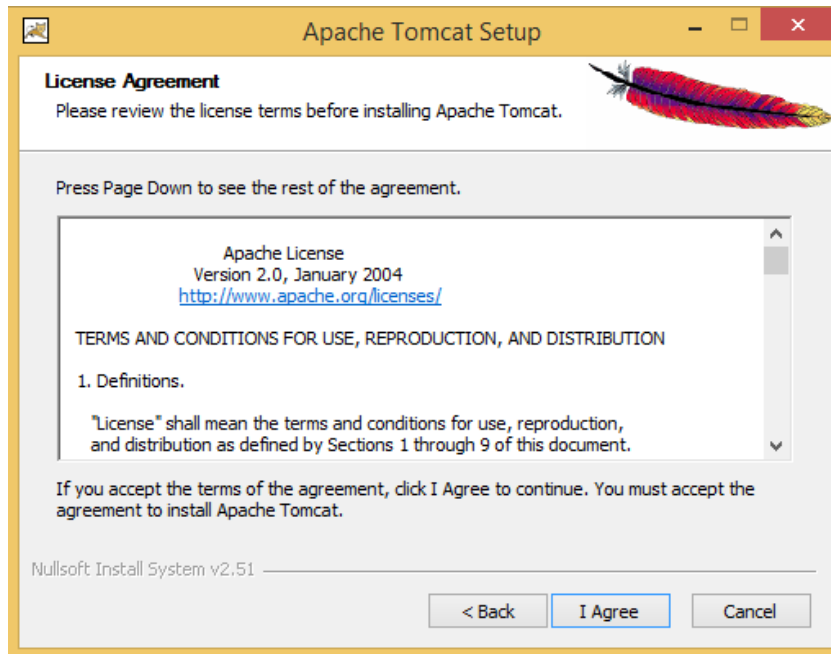 Apache Tomcat Setup
License Agreement
Please review the license terms before installing Apache Tomcat.
Press Page Down to see the rest of the agreement.
Apache License
Version 2.0, January 2004
http://www.apache.org/licenses/
TERMS AND CONDITIONS FOR USE, REPRODUCTION, AND DISTRIBUTION
1. Definitions.
"License" shall mean the terms and conditions for use, reproduction,
and distribution as defined by Sections 1 through 9 of this document.
If you accept the terms of the agreement, click I Agree to continue. You must accept the
agreement to install Apache Tomcat.
Nullsoft Install System v2.51
< Back
I Agree
Cancel